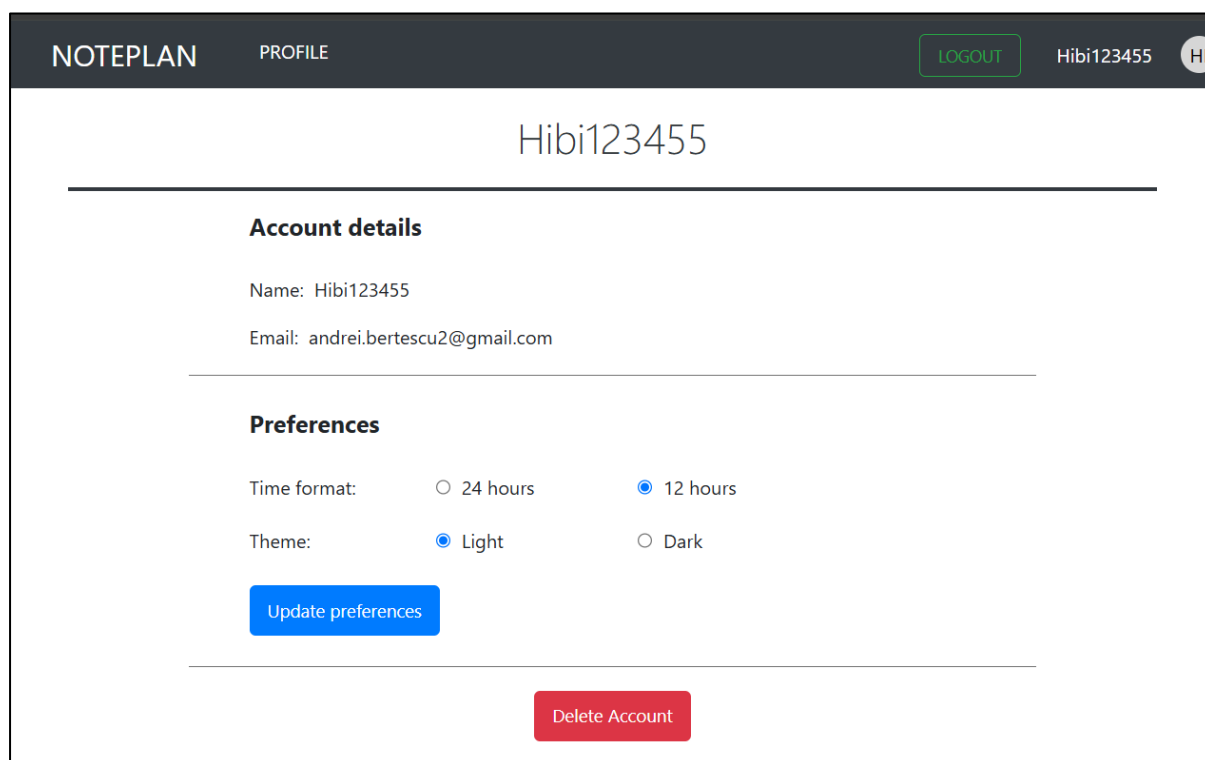 NOTEPLAN PROFILE LOGOUT Hibi123455 H
Hibi123455
Account details
Name: Hibi123455
Email: andrei.bertescu2@gmail.com
Preferences
Time format: 24 hours 12 hours
Theme: Light Dark
Update preferences
Delete Account